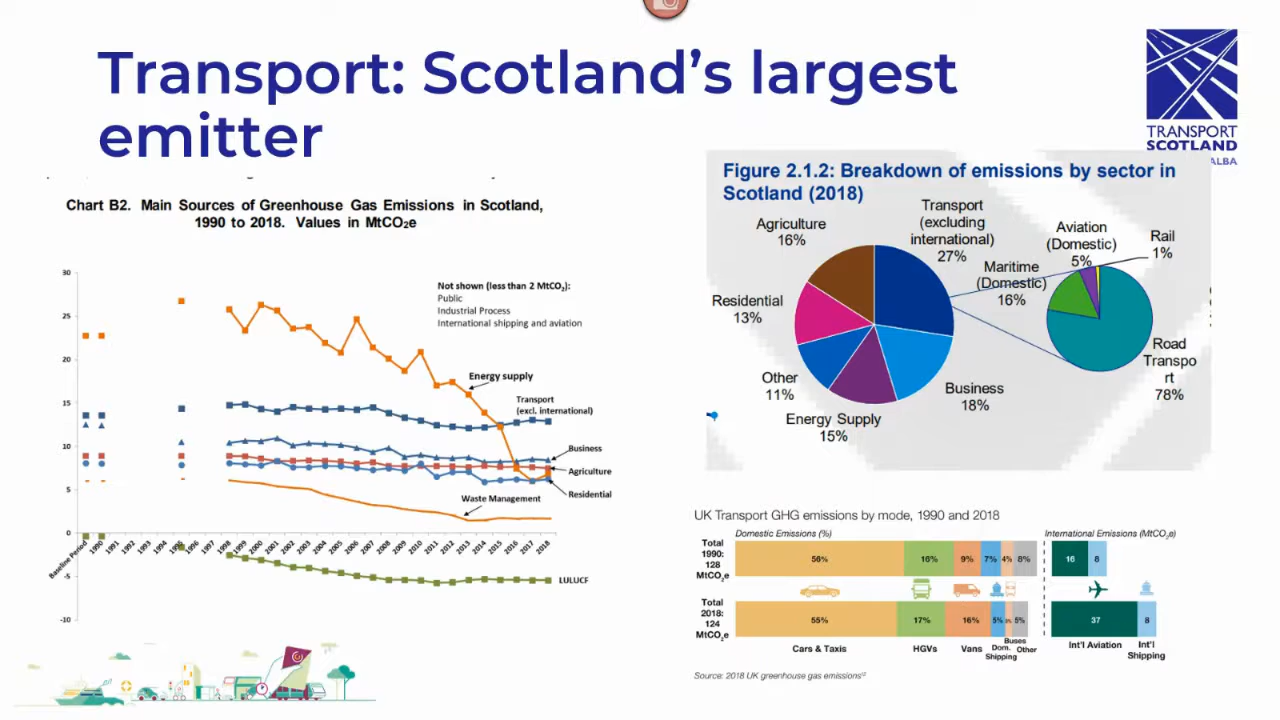 Transport: Scotland’s largest
emitter
TRANSPORT
SCOTLAND
ALBA
Chart B2. Main Sources of Greenhouse Gas Emissions in Scotland,
1990 to 2018. Values in MtCO2e
30
25
20
15
10
5
0
-5
-10
Not shown (less than 2 MtCO2):
Public
Industrial Process
International shipping and aviation
Energy supply
Transport
(excl. international)
Business
Agriculture
Residential
Waste Management
LULUCF
Baseline Period 1990 1991 1992 1993 1994 1995 1996 1997 1998 1999 2000 2001 2002 2003 2004 2005 2006 2007 2008 2009 2010 2011 2012 2013 2014 2015 2016 2017 2018
Figure 2.1.2: Breakdown of emissions by sector in
Scotland (2018)
Agriculture
16%
Transport
(excluding
international)
27%
Residential
13%
Other
11%
Energy Supply
15%
Business
18%
Maritime
(Domestic)
16%
Aviation
(Domestic)
5%
Rail
1%
Road
Transpo
rt
78%
UK Transport GHG emissions by mode, 1990 and 2018
Domestic Emissions (%)
International Emissions (MtCO2e)
Total
1990:
128
MtCO2e
56% 16% 9% 7% 4% 8%
16 8
Total
2018:
124
MtCO2e
55% 17% 16% 5% 5%
37 8
Cars & Taxis
HGVs
Vans
Dom.
Shipping
Buses
Other
Int'l Aviation
Int'l
Shipping
Source: 2018 UK greenhouse gas emissions